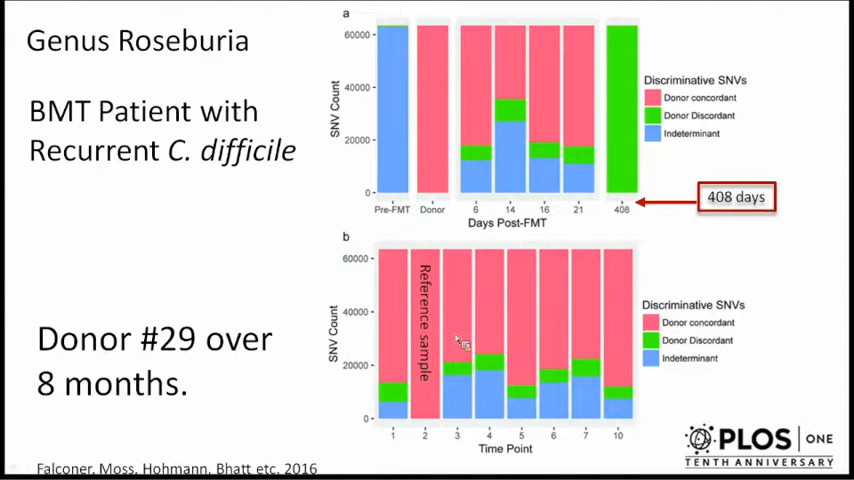 Genus Roseburia
BMT Patient with
Recurrent C. difficile
a
60000
40000
20000
0
SNV Count
Pre-FMT Donor 6 14 16 21 408
Days Post-FMT
Discriminative SNVs
Donor concordant
Donor Discordant
Indeterminant
408 days
Donor #29 over
8 months.
b
60000
40000
20000
0
SNV Count
Reference sample
1 2 3 4 5 6 7 10
Time Point
Discriminative SNVs
Donor concordant
Donor Discordant
Indeterminant
Falconer, Moss, Hohmann, Bhatt etc. 2016
PLOS ONE
TENTH ANNIVERSARY